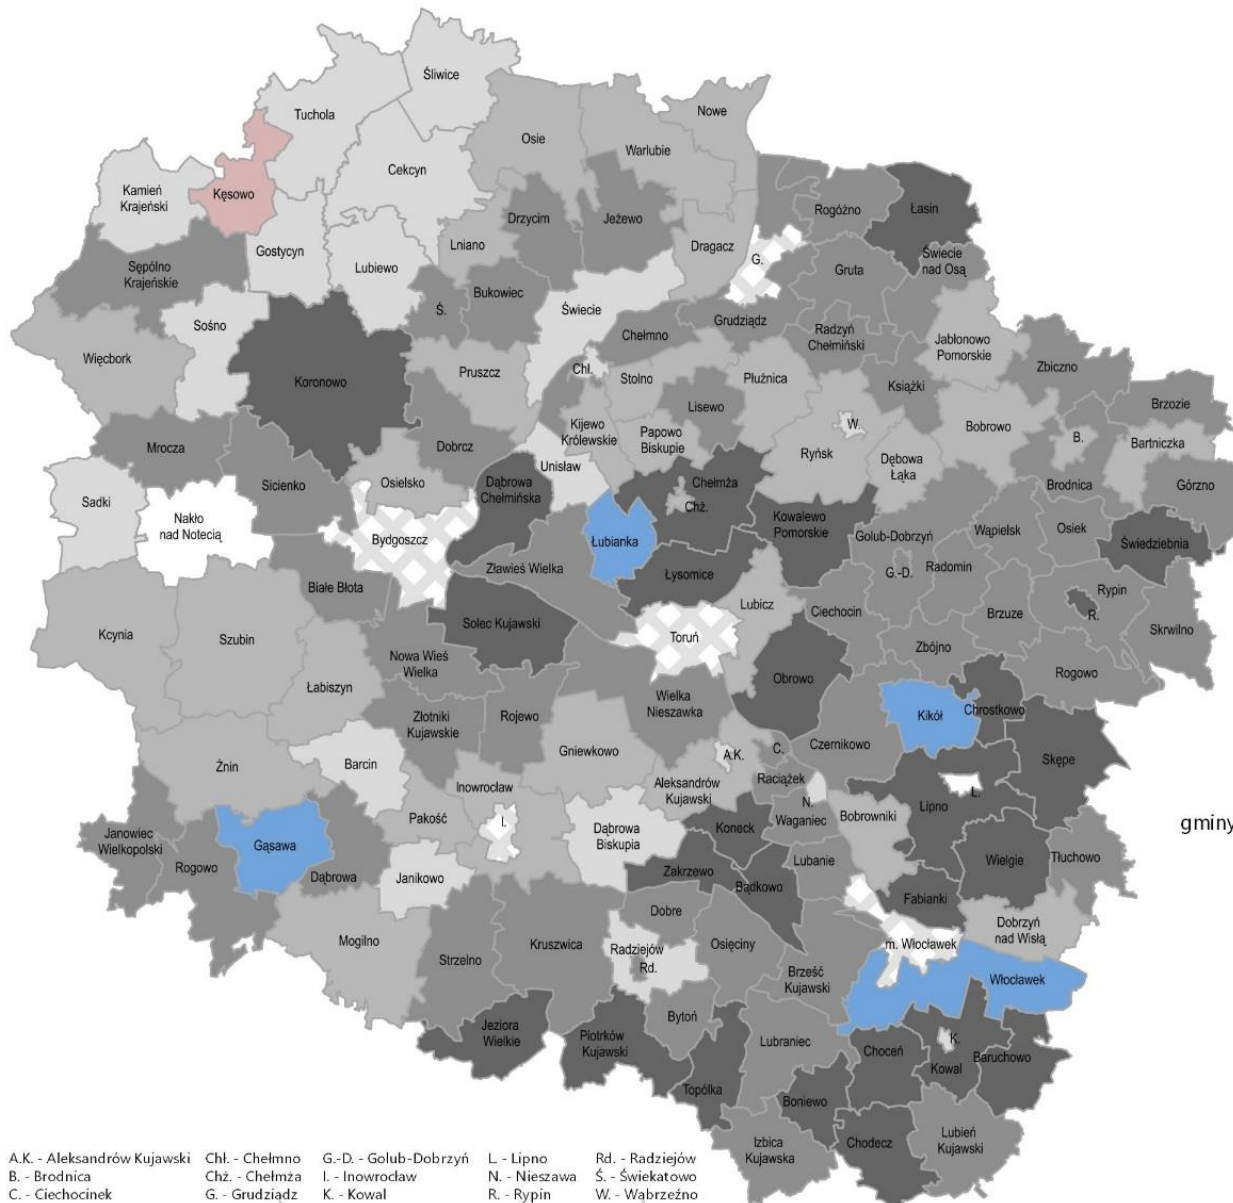 Śliwice
Tuchola
Nowe
Osie
Warlubie
Cekcyn
Kamień
Krajeński
Kęsowo
Rogóźno
Łasin
Drzycim
Jeżewo
Gostycyn
Lniano
Dragacz
Świecie
nad Osą
Sępólno
Krajeńskie
Lubiewo
G.
Gruta
Bukowiec
Ś.
Świecie
Sośno
Chełmno
Grudziądz
Radzyń
Chełmiński
Jabłonowo
Pomorskie
Więcbork
Zbiczno
Koronowo
Pruszcz
Chł.
Stolno
Płużnica
Książki
Brzozie
Lisewo
Kijewo
Królewskie
Papowo
Biskupie
W.
Bobrowo
B.
Bartniczka
Mrocza
Dobrcz
Ryńsk
Dębowa
Łąka
Unisław
Sicienko
Osielsko
Dąbrowa
Chełmińska
Chełmża
Chż.
Brodnica
Górzno
Sadki
Nakło
nad Notecią
Kowalewo
Pomorskie
Wąpielsk
Osiek
Bydgoszcz
Łubianka
Golub-Dobrzyń
Świedziebnia
Zławieś Wielka
Łysomice
G.-D.
Radomin
Białe Błota
Lubicz
Ciechocin
Brzuze
Rypin
R.
Kcynia
Szubin
Solec Kujawski
Toruń
Skrwilno
Zbójno
Nowa Wieś
Wielka
Łabiszyn
Obrowo
Rogowo
Wielka
Nieszawka
Kikół
Chrostkowo
Złotniki
Kujawskie
Rojewo
Czernikowo
Żnin
Barcin
Gniewkowo
A.K.
C.
Skępe
Inowrocław
Aleksandrów
Kujawski
Raciążek
L.
Lipno
N.
Waganiec
Bobrowniki
Pakość
I.
gminy
Janowiec
Wielkopolski
Gąsawa
Dąbrowa
Biskupia
Koneck
Rogowo
Dąbrowa
Janikowo
Zakrzewo
Bądkowo
Lubanie
Wielgie
Tłuchowo
Fabianki
Dobre
Mogilno
Strzelno
Kruszwica
Radziejów
Rd.
Osięciny
m. Włocławek
Dobrzyń
nad Wisłą
Brześć
Kujawski
Włocławek
Bytoń
Jeziora
Wielkie
Piotrków
Kujawski
Lubraniec
Choceń
K.
Kowal
Baruchowo
Topólka
Boniewo
Izbica
Kujawska
Chodecz
Lubień
Kujawski
A.K. - Aleksandrów Kujawski Chł. - Chełmno G.-D. - Golub-Dobrzyń L. - Lipno Rd. - Radziejów
B. - Brodnica Chż. - Chełmża I. - Inowrocław N. - Nieszawa Ś. - Świekatowo
C. - Ciechocinek G. - Grudziądz K. - Kowal R. - Rypin W. - Wąbrzeźno